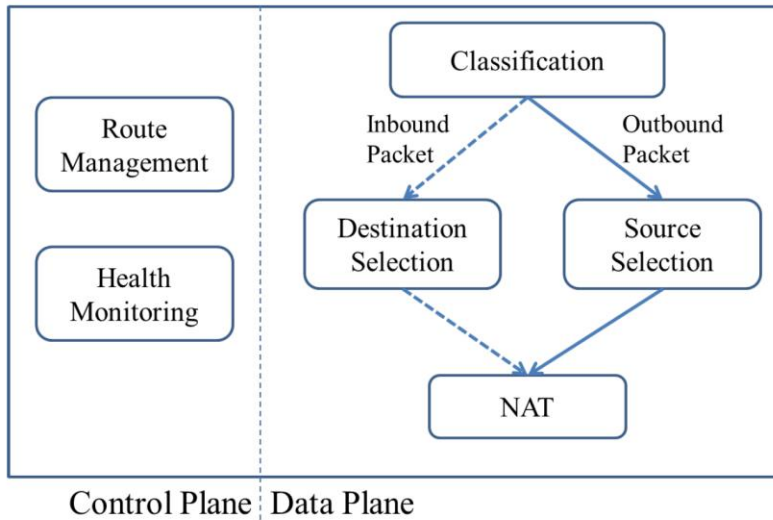 Classification
Route
Management
Inbound
Packet
Outbound
Packet
Destination
Selection
Source
Selection
Health
Monitoring
NAT
Control Plane
Data Plane